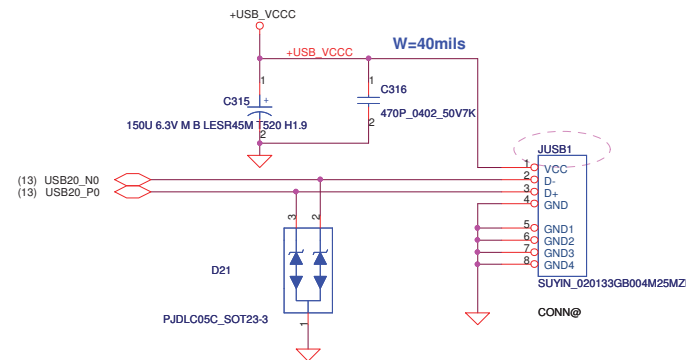 +USB_VCCC
+USB_VCCC
W=40mils
1
C315
+
2
150U 6.3V M B LESR45M T520 H1.9
1
C316
470P_0402_50V7K
2
JUSB1
1 VCC
2 D-
3 D+
4 GND
5 GND1
6 GND2
7 GND3
8 GND4
SUYIN_020133GB004M25MZ
CONN@
(13) USB20_N0
(13) USB20_P0
3
2
D21
PJDLC05C_SOT23-3
1